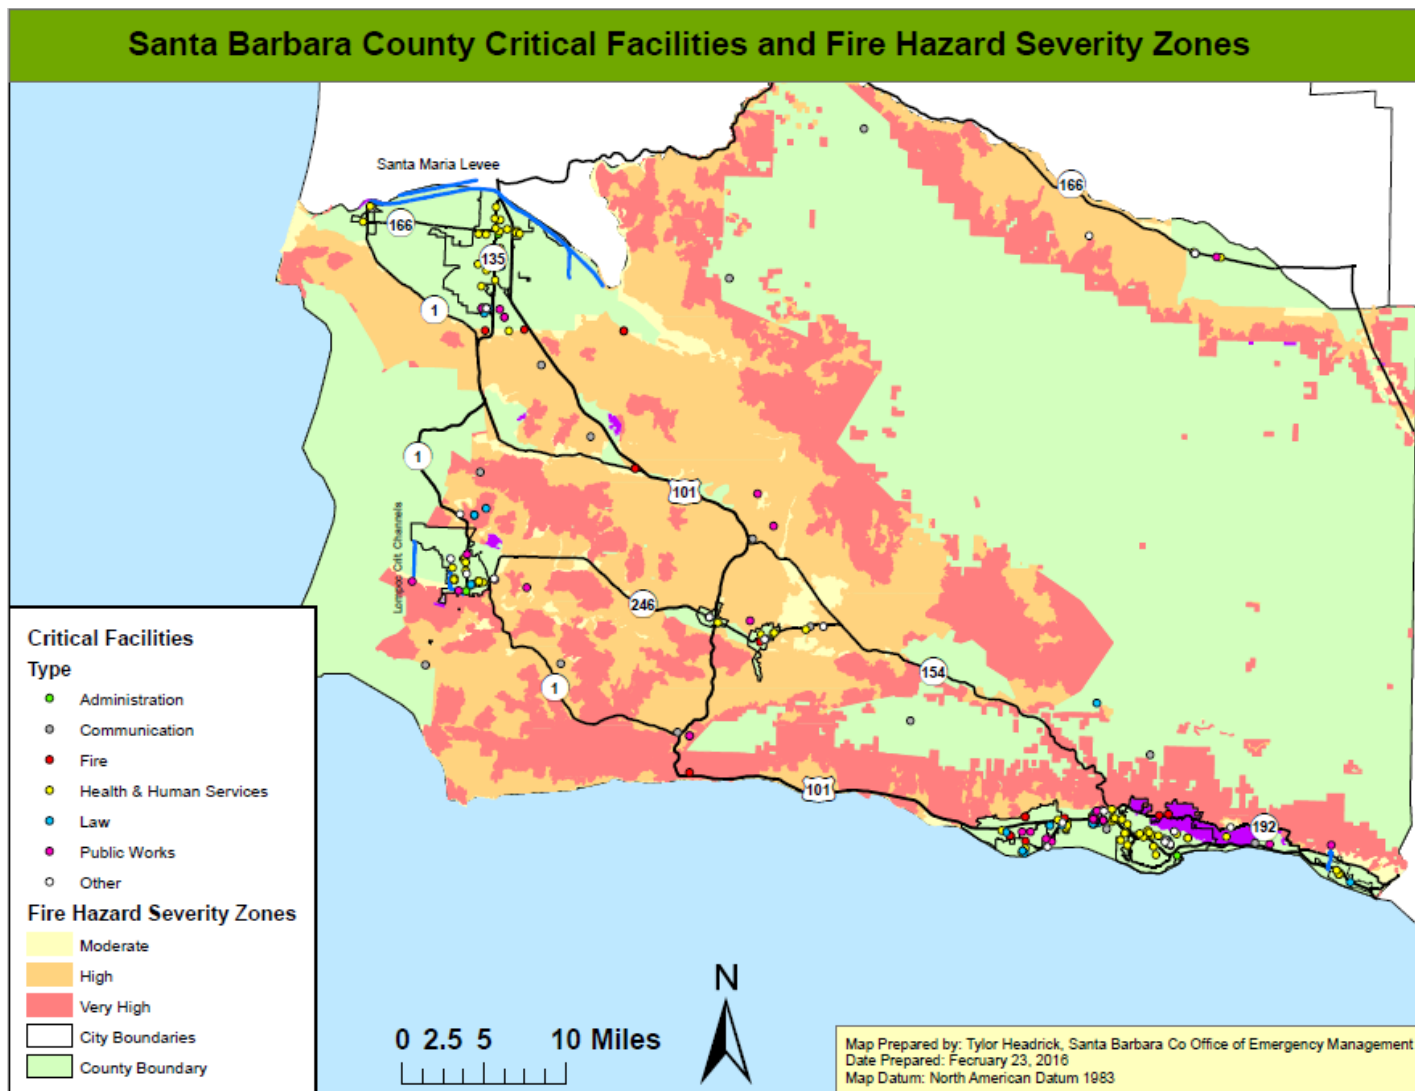 Santa Barbara County Critical Facilities and Fire Hazard Severity Zones
Santa Maria Levee
166
166
135
1
1
Lompoc Crit Channels
101
246
1
154
101
192
Critical Facilities
Type
Administration
Communication
Fire
Health & Human Services
Law
Public Works
Other
Fire Hazard Severity Zones
Moderate
High
Very High
City Boundaries
County Boundary
N
0 2.5 5 10 Miles
Map Prepared by: Tylor Headrick, Santa Barbara Co Office of Emergency Management
Date Prepared: Fecruary 23, 2016
Map Datum: North American Datum 1983